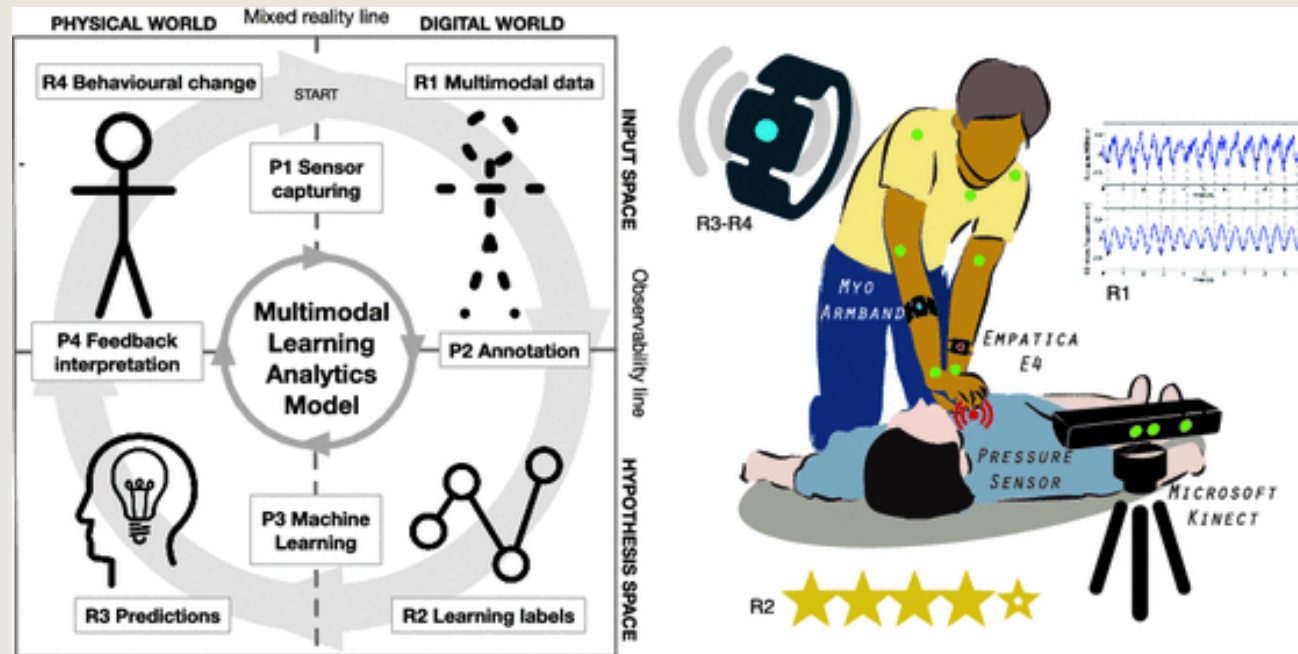 PHYSICAL WORLD
Mixed reality line
DIGITAL WORLD
R4 Behavioural change
START
R1 Multimodal data
P1 Sensor
capturing
INPUT SPACE
Multimodal
Learning
Analytics
Model
P4 Feedback
interpretation
P2 Annotation
Observability line
P3 Machine
Learning
HYPOTHESIS SPACE
R3 Predictions
R2 Learning labels
R3-R4
R1
MYO
ARMBAND
EMPATICA
E4
PRESSURE
SENSOR
MICROSOFT
KINECT
R2